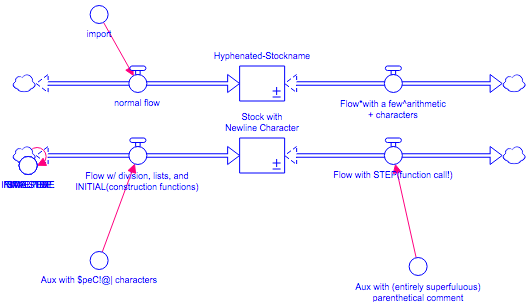 import
Hyphenated-Stockname
normal flow
Flow*with a few^arithmetic
+ characters
Stock with
Newline Character
Flow w/ division, lists, and
INITIAL(construction functions)
Flow with STEP(function call!)
Aux with $peC!@| characters
Aux with (entirely superfuluous)
parenthetical comment